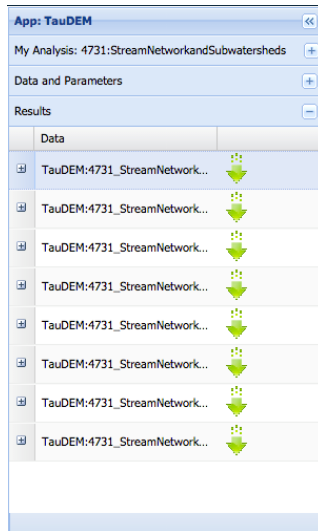 App: TauDEM
My Analysis: 4731:StreamNetworkandSubwatersheds
Data and Parameters
Results
Data
TauDEM:4731_StreamNetwork...
TauDEM:4731_StreamNetwork...
TauDEM:4731_StreamNetwork...
TauDEM:4731_StreamNetwork...
TauDEM:4731_StreamNetwork...
TauDEM:4731_StreamNetwork...
TauDEM:4731_StreamNetwork...
TauDEM:4731_StreamNetwork...